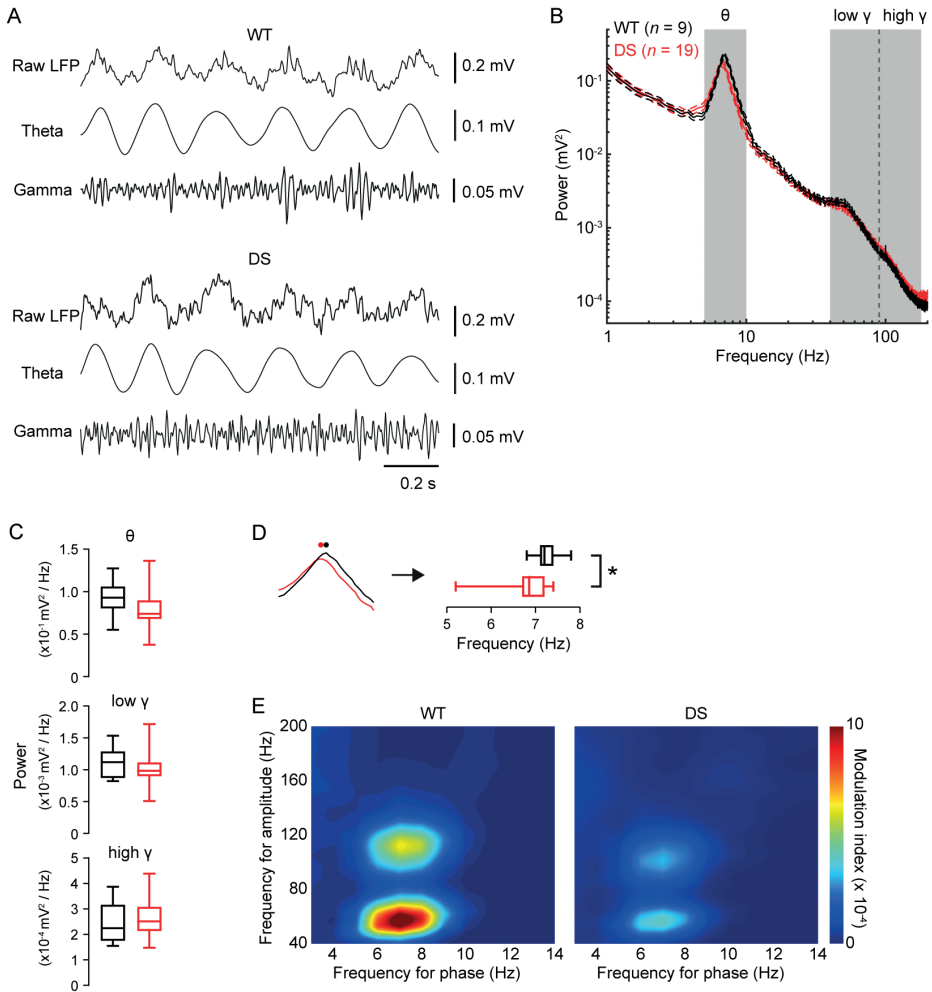 A
WT
Raw LFP
0.2 mV
Theta
0.1 mV
Gamma
0.05 mV
DS
Raw LFP
0.2 mV
Theta
0.1 mV
Gamma
0.05 mV
0.2 s
B
θ
low γ
high γ
WT (n = 9)
DS (n = 19)
10⁻¹
10⁻²
10⁻³
10⁻⁴
Power (mV²)
1
10
100
Frequency (Hz)
C
θ
1.5
1.0
0.5
0
(x10⁻¹ mV² / Hz)
low γ
2.0
1.5
1.0
0.5
0
(x10⁻³ mV² / Hz)
Power
high γ
5
4
3
2
1
0
(x10⁻⁴ mV² / Hz)
D
*
5
6
7
8
Frequency (Hz)
E
WT
DS
200
160
120
80
40
Frequency for amplitude (Hz)
4
6
8
10
12
14
Frequency for phase (Hz)
4
6
8
10
12
14
Frequency for phase (Hz)
10
0
Modulation index (x 10⁻⁴)